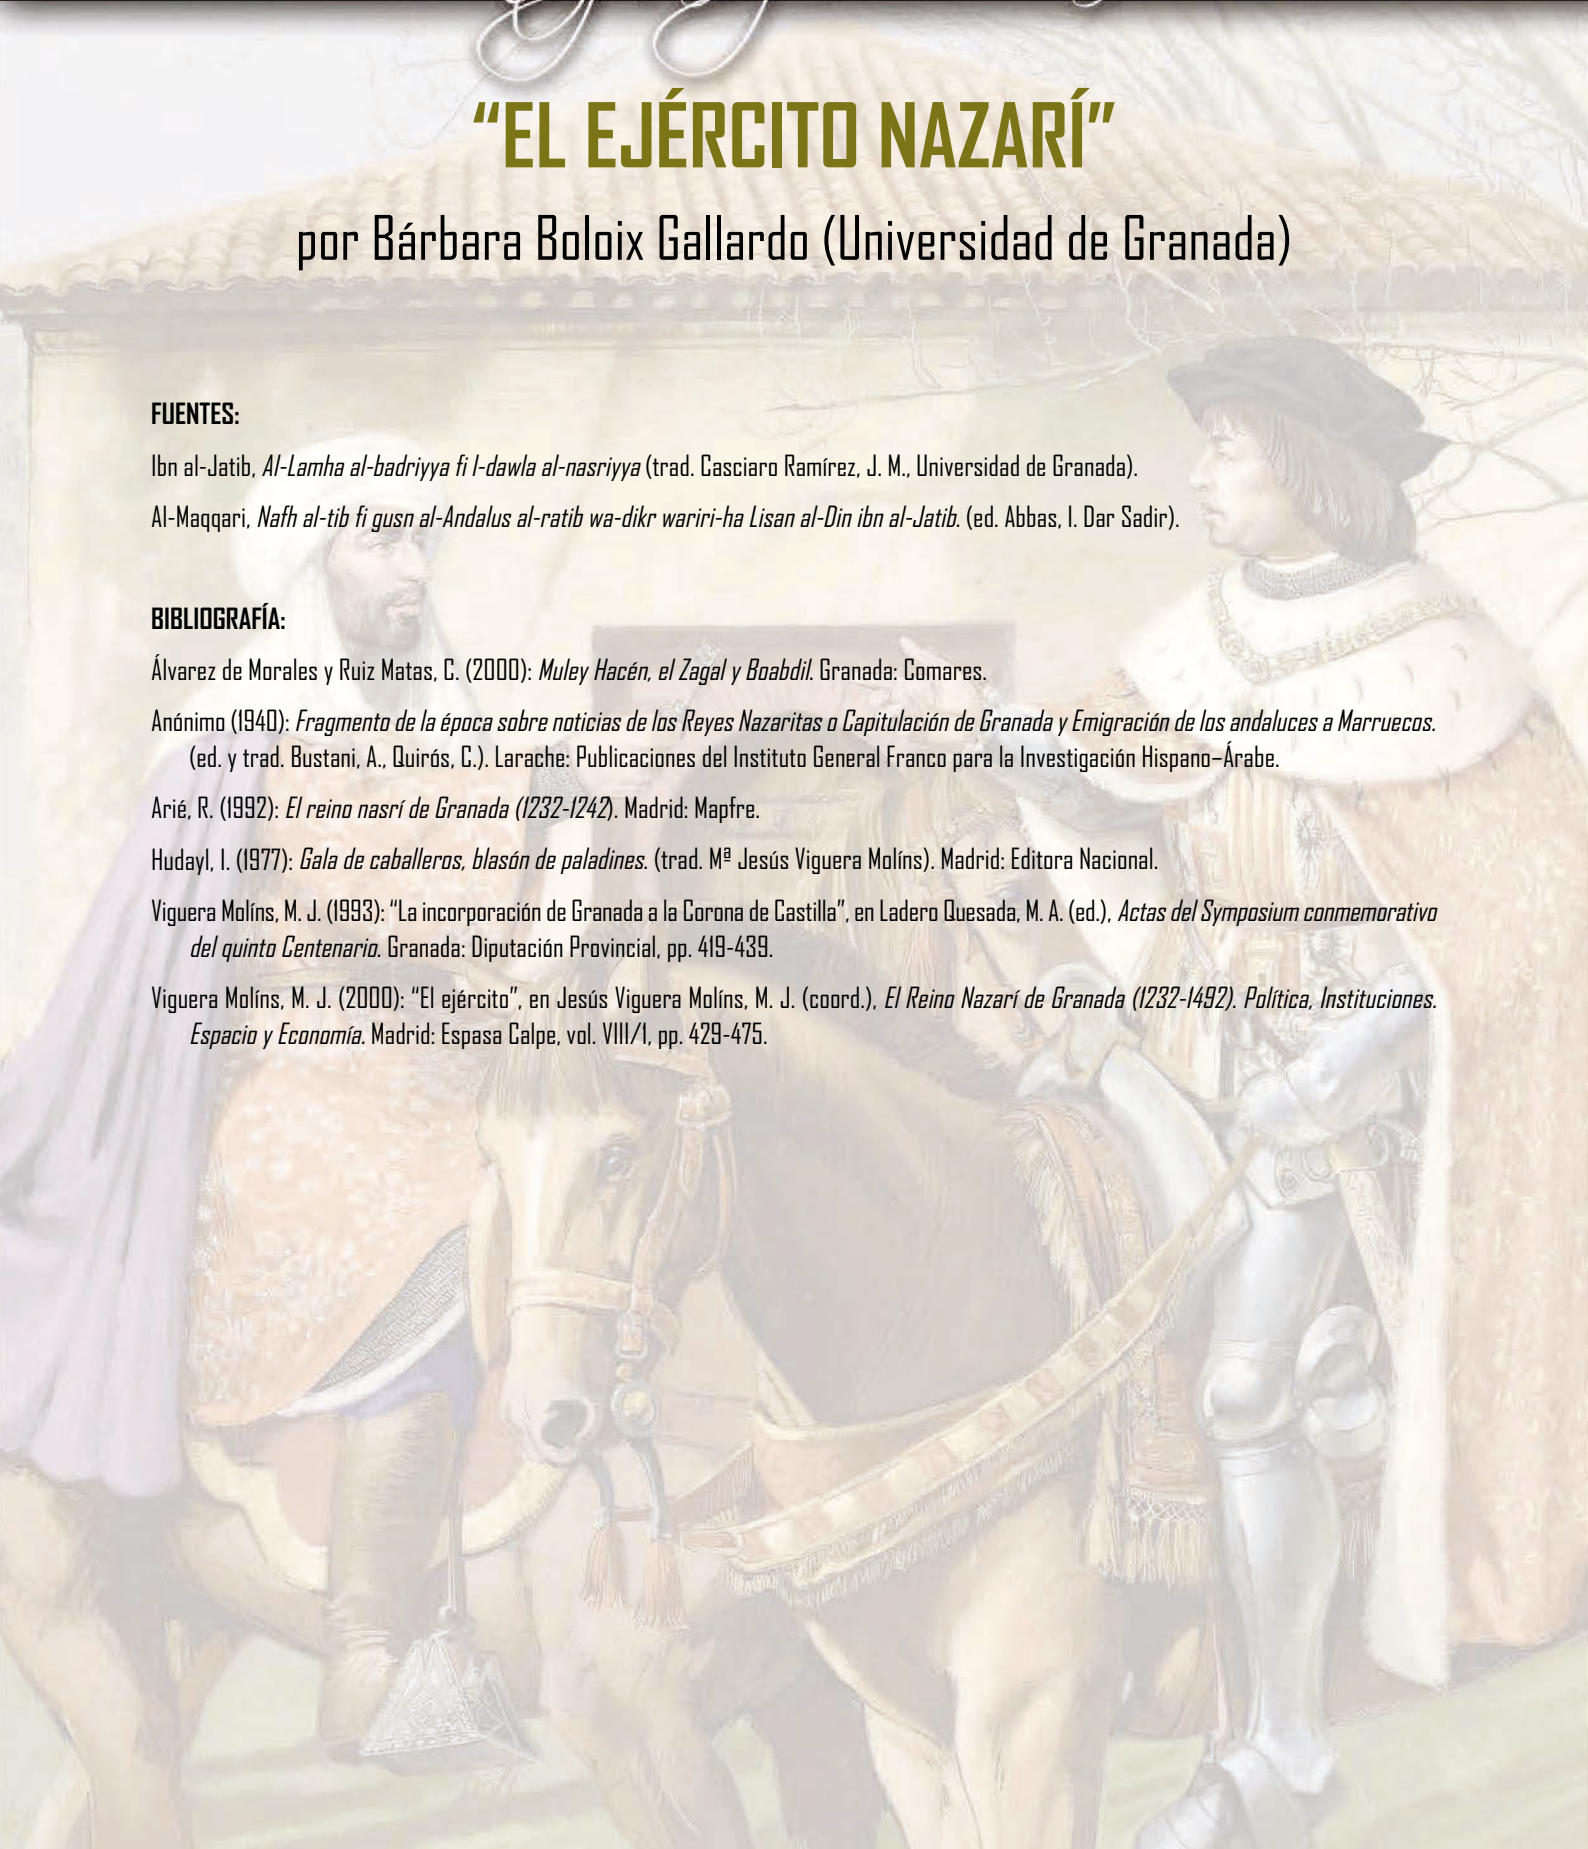 “EL EJÉRCITO NAZARÍ”
por Bárbara Boloix Gallardo (Universidad de Granada)
FUENTES:
Ibn al-Jatib, Al-Lamha al-badriyya fi l-dawla al-nasriyya (trad. Casciaro Ramírez, J. M., Universidad de Granada).
Al-Maqqari, Nafh al-tib fi gusn al-Andalus al-ratib wa-dikr wariri-ha Lisan al-Din ibn al-Jatib. (ed. Abbas, I. Dar Sadir).
BIBLIOGRAFÍA:
Álvarez de Morales y Ruiz Matas, C. (2000): Muley Hacén, el Zagal y Boabdil. Granada: Comares.
Anónimo (1940): Fragmento de la época sobre noticias de los Reyes Nazaritas o Capitulación de Granada y Emigración de los andaluces a Marruecos.
(ed. y trad. Bustani, A., Quirós, C.). Larache: Publicaciones del Instituto General Franco para la Investigación Hispano–Árabe.
Arié, R. (1992): El reino nasrí de Granada (1232-1242). Madrid: Mapfre.
Hudayl, I. (1977): Gala de caballeros, blasón de paladines. (trad. Mª Jesús Viguera Molíns). Madrid: Editora Nacional.
Viguera Molíns, M. J. (1993): “La incorporación de Granada a la Corona de Castilla”, en Ladero Quesada, M. A. (ed.), Actas del Symposium conmemorativo
del quinto Centenario. Granada: Diputación Provincial, pp. 419-439.
Viguera Molíns, M. J. (2000): “El ejército”, en Jesús Viguera Molíns, M. J. (coord.), El Reino Nazarí de Granada (1232-1492). Política, Instituciones.
Espacio y Economía. Madrid: Espasa Calpe, vol. VIII/1, pp. 429-475.